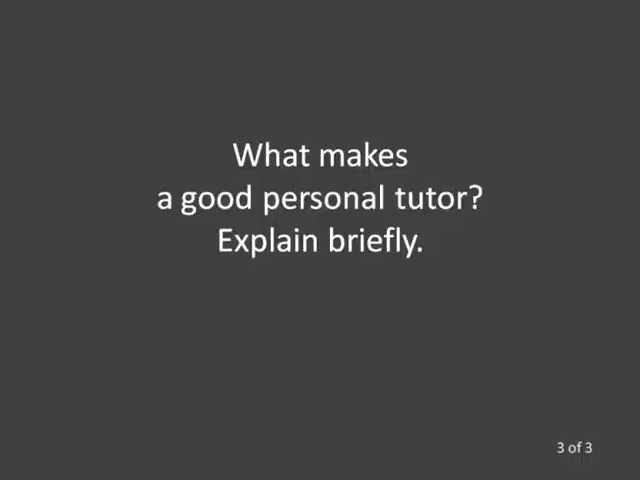 What makes
a good personal tutor?
Explain briefly.
3 of 3